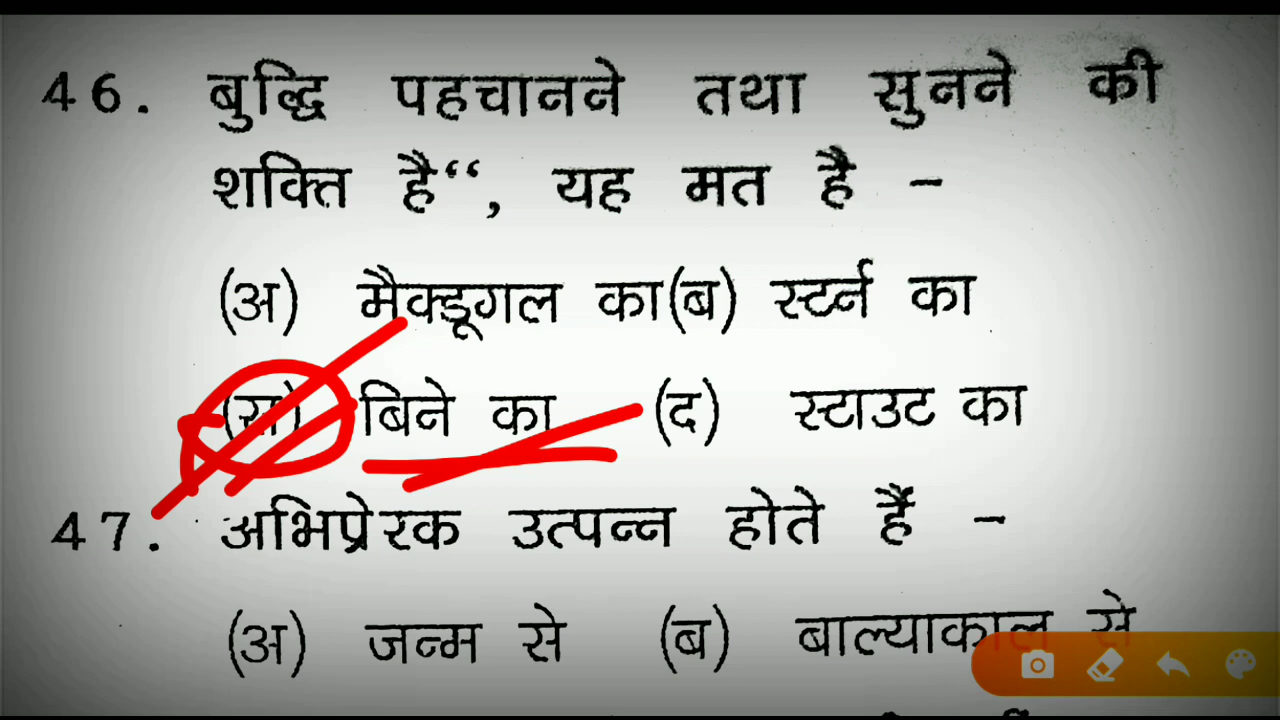 46. बुद्धि पहचानने तथा सुनने की
शक्ति है“, यह मत है -
(अ) मैक्डूगल का (ब) स्टर्न का
(स) बिने का (द) स्टाउट का
47. अभिप्रेरक उत्पन्न होते हैं -
(अ) जन्म से (ब) बाल्याकाल से